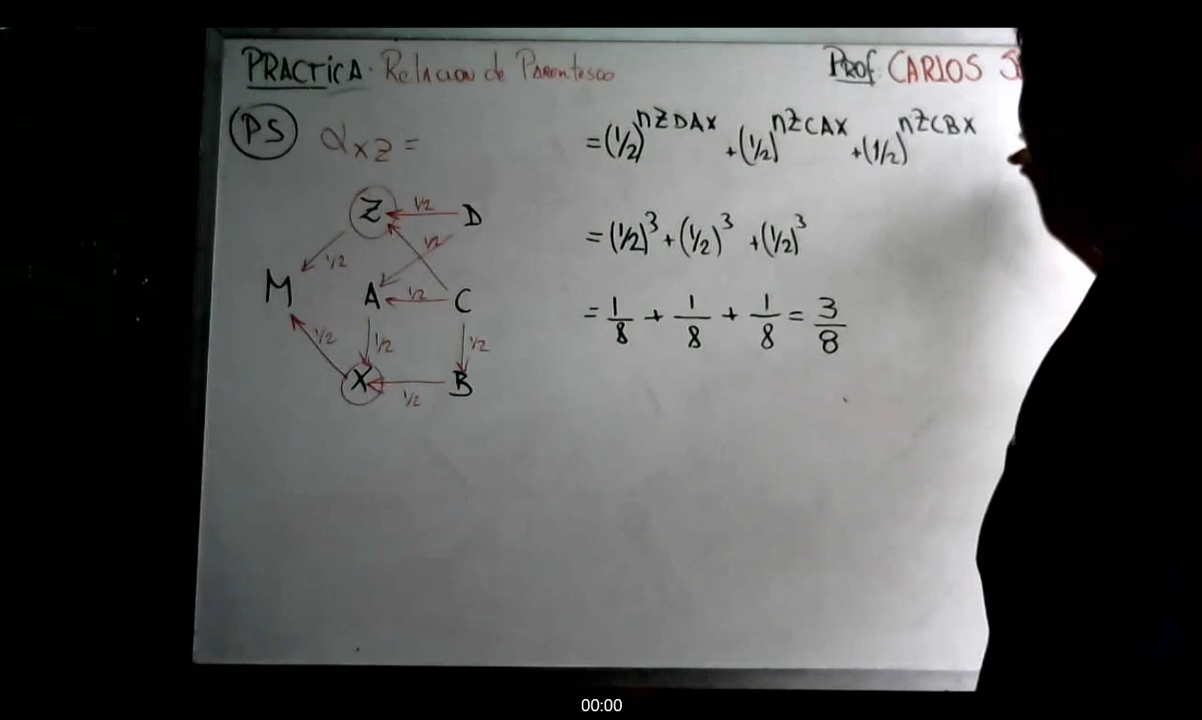 PRACTICA. Relacion de Parentesco
Prof. CARLOS S
P5 αxz =
=(1/2)^nZDAX +(1/2)^nZCAX +(1/2)^nZCBX
=(1/2)^3+(1/2)^3 +(1/2)^3
= 1/8 + 1/8 + 1/8 = 3/8
Z 1/2 D
1/2
1/2
M A 1/2 C
1/2 1/2 1/2
X 1/2 B
00:00